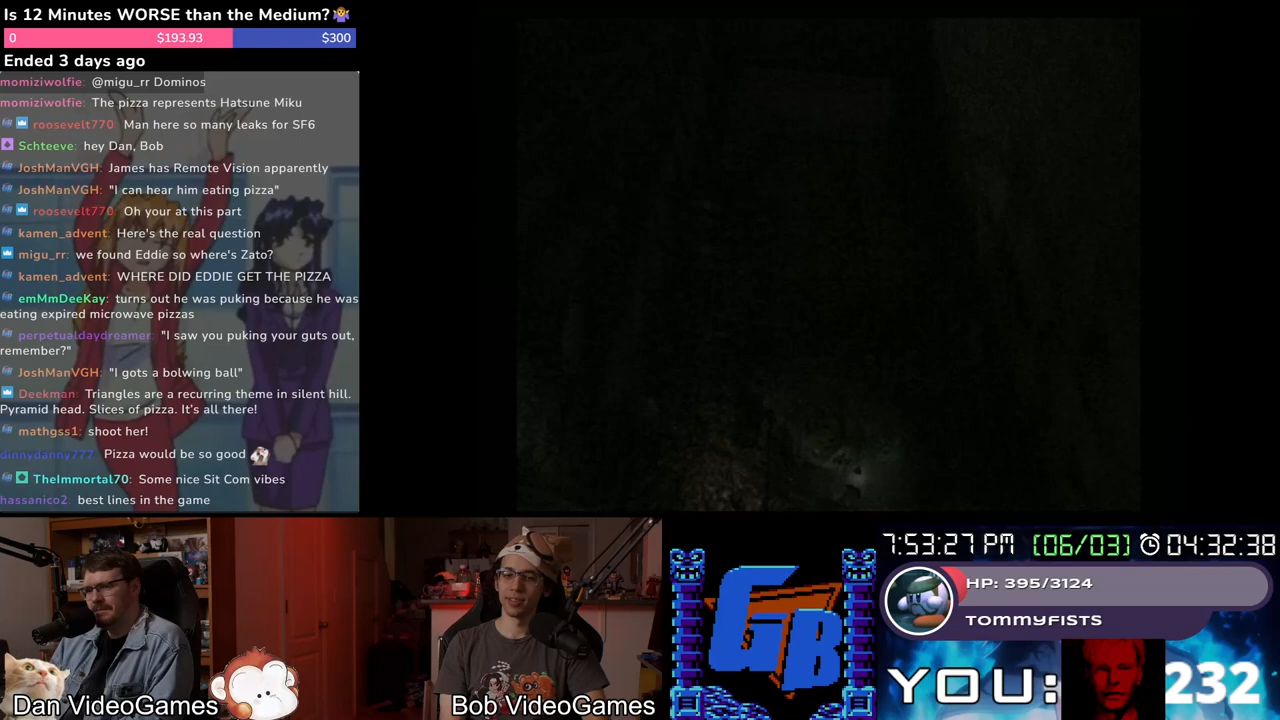 Is 12 Minutes WORSE than the Medium?🤷
0 $193.93 $300
Ended 3 days ago
momiziwolfie: @migu_rr Dominos
momiziwolfie: The pizza represents Hatsune Miku
roosevelt770: Man here so many leaks for SF6
Schteeve: hey Dan, Bob
JoshManVGH: James has Remote Vision apparently
JoshManVGH: "I can hear him eating pizza"
roosevelt770: Oh your at this part
kamen_advent: Here's the real question
migu_rr: we found Eddie so where's Zato?
kamen_advent: WHERE DID EDDIE GET THE PIZZA
emMmDeeKay: turns out he was puking because he was
eating expired microwave pizzas
perpetualdaydreamer: "I saw you puking your guts out,
remember?"
JoshManVGH: "I gots a bolwing ball"
Deekman: Triangles are a recurring theme in silent hill.
Pyramid head. Slices of pizza. It's all there!
mathgss1: shoot her!
dinnydanny777: Pizza would be so good
TheImmortal70: Some nice Sit Com vibes
hassanico2: best lines in the game
Dan VideoGames
Bob VideoGames
GB
7:53:27 PM [06/03] 04:32:38
HP: 395/3124
TOMMYFISTS
YOU: 232